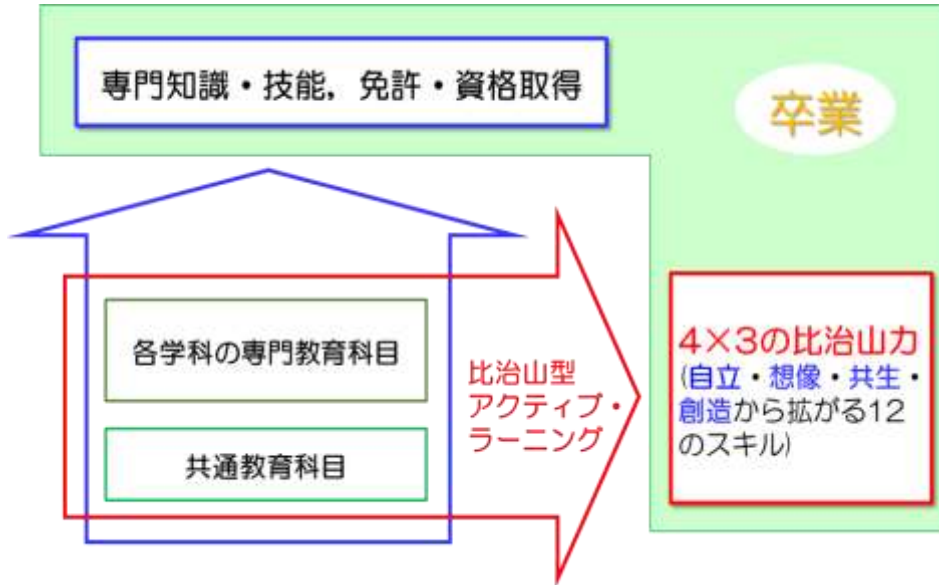 専門知識・技能，免許・資格取得
卒業
各学科の専門教育科目
共通教育科目
比治山型
アクティブ・
ラーニング
4×3の比治山力
(自立・想像・共生・
創造から拡がる12
のスキル)